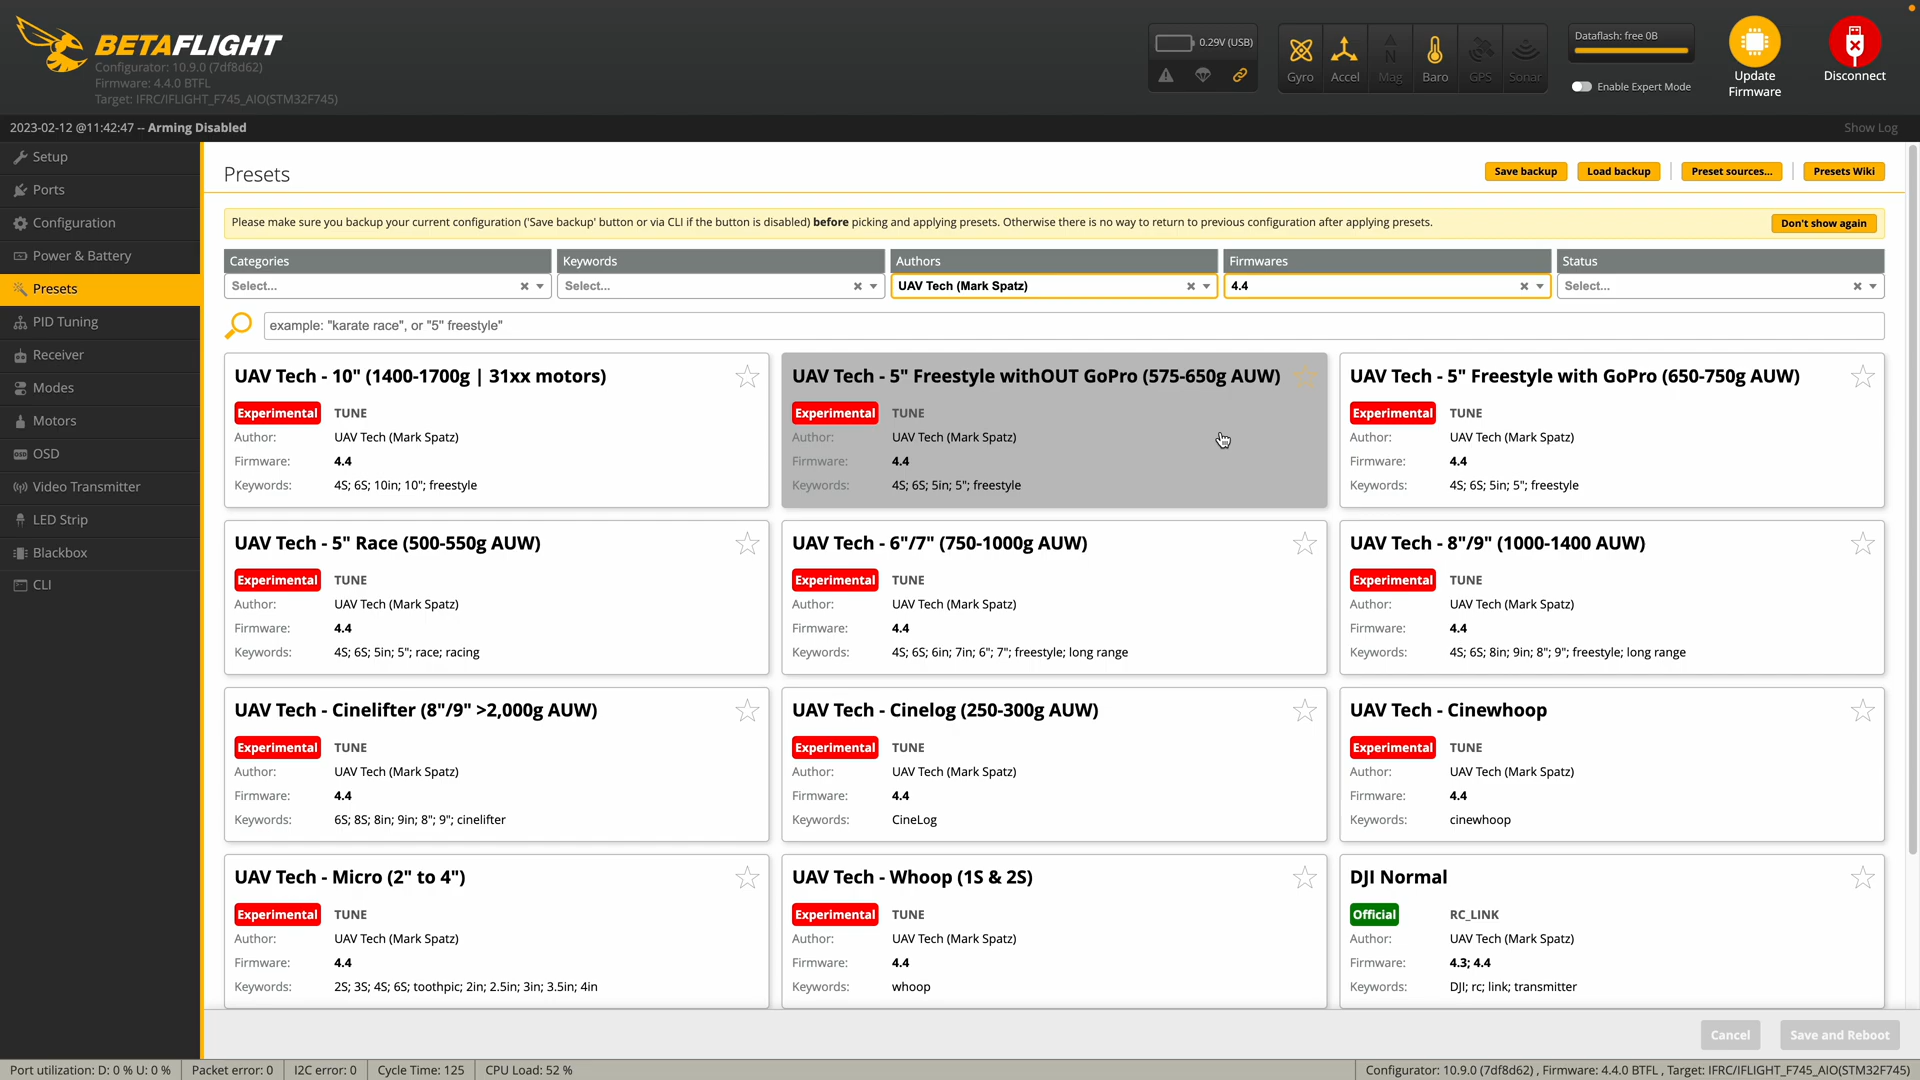 BETAFLIGHT
Configurator: 10.9.0 (7df8d62)
Firmware: 4.4.0 BTFL
Target: IFRC/IFLIGHT_F745_AIO(STM32F745)
0.29V (USB)
Gyro Accel Mag Baro GPS Sonar
Dataflash: free 0B
Enable Expert Mode
Update Firmware
Disconnect
2023-02-12 @11:42:47 -- Arming Disabled
Show Log
Setup
Ports
Configuration
Power & Battery
Presets
PID Tuning
Receiver
Modes
Motors
OSD OSD
Video Transmitter
LED Strip
Blackbox
CLI
Presets
Save backup Load backup Preset sources... Presets Wiki
Please make sure you backup your current configuration ('Save backup' button or via CLI if the button is disabled) before picking and applying presets. Otherwise there is no way to return to previous configuration after applying presets.
Don't show again
Categories Keywords Authors Firmwares Status
Select... Select... UAV Tech (Mark Spatz) 4.4 Select...
example: "karate race", or "5" freestyle"
UAV Tech - 10" (1400-1700g | 31xx motors)
Experimental TUNE
Author: UAV Tech (Mark Spatz)
Firmware: 4.4
Keywords: 4S; 6S; 10in; 10"; freestyle
UAV Tech - 5" Freestyle withOUT GoPro (575-650g AUW)
Experimental TUNE
Author: UAV Tech (Mark Spatz)
Firmware: 4.4
Keywords: 4S; 6S; 5in; 5"; freestyle
UAV Tech - 5" Freestyle with GoPro (650-750g AUW)
Experimental TUNE
Author: UAV Tech (Mark Spatz)
Firmware: 4.4
Keywords: 4S; 6S; 5in; 5"; freestyle
UAV Tech - 5" Race (500-550g AUW)
Experimental TUNE
Author: UAV Tech (Mark Spatz)
Firmware: 4.4
Keywords: 4S; 6S; 5in; 5"; race; racing
UAV Tech - 6"/7" (750-1000g AUW)
Experimental TUNE
Author: UAV Tech (Mark Spatz)
Firmware: 4.4
Keywords: 4S; 6S; 6in; 7in; 6"; 7"; freestyle; long range
UAV Tech - 8"/9" (1000-1400 AUW)
Experimental TUNE
Author: UAV Tech (Mark Spatz)
Firmware: 4.4
Keywords: 4S; 6S; 8in; 9in; 8"; 9"; freestyle; long range
UAV Tech - Cinelifter (8"/9" >2,000g AUW)
Experimental TUNE
Author: UAV Tech (Mark Spatz)
Firmware: 4.4
Keywords: 6S; 8S; 8in; 9in; 8"; 9"; cinelifter
UAV Tech - Cinelog (250-300g AUW)
Experimental TUNE
Author: UAV Tech (Mark Spatz)
Firmware: 4.4
Keywords: CineLog
UAV Tech - Cinewhoop
Experimental TUNE
Author: UAV Tech (Mark Spatz)
Firmware: 4.4
Keywords: cinewhoop
UAV Tech - Micro (2" to 4")
Experimental TUNE
Author: UAV Tech (Mark Spatz)
Firmware: 4.4
Keywords: 2S; 3S; 4S; 6S; toothpic; 2in; 2.5in; 3in; 3.5in; 4in
UAV Tech - Whoop (1S & 2S)
Experimental TUNE
Author: UAV Tech (Mark Spatz)
Firmware: 4.4
Keywords: whoop
DJI Normal
Official RC_LINK
Author: UAV Tech (Mark Spatz)
Firmware: 4.3; 4.4
Keywords: DJI; rc; link; transmitter
Cancel Save and Reboot
Port utilization: D: 0 % U: 0 % Packet error: 0 I2C error: 0 Cycle Time: 125 CPU Load: 52 % Configurator: 10.9.0 (7df8d62) , Firmware: 4.4.0 BTFL , Target: IFRC/IFLIGHT_F745_AIO(STM32F745)